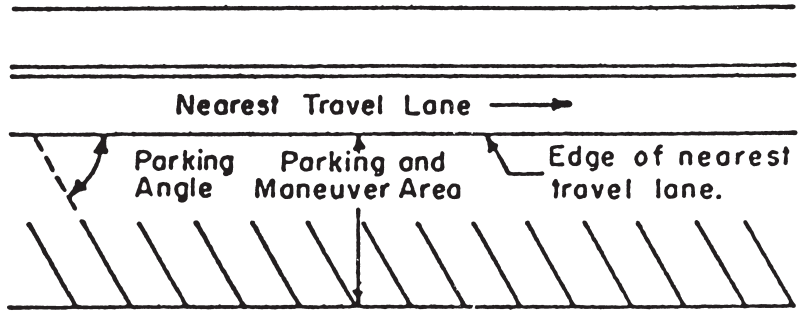 Nearest Travel Lane
Parking
Angle
Parking and
Maneuver Area
Edge of nearest
travel lane.